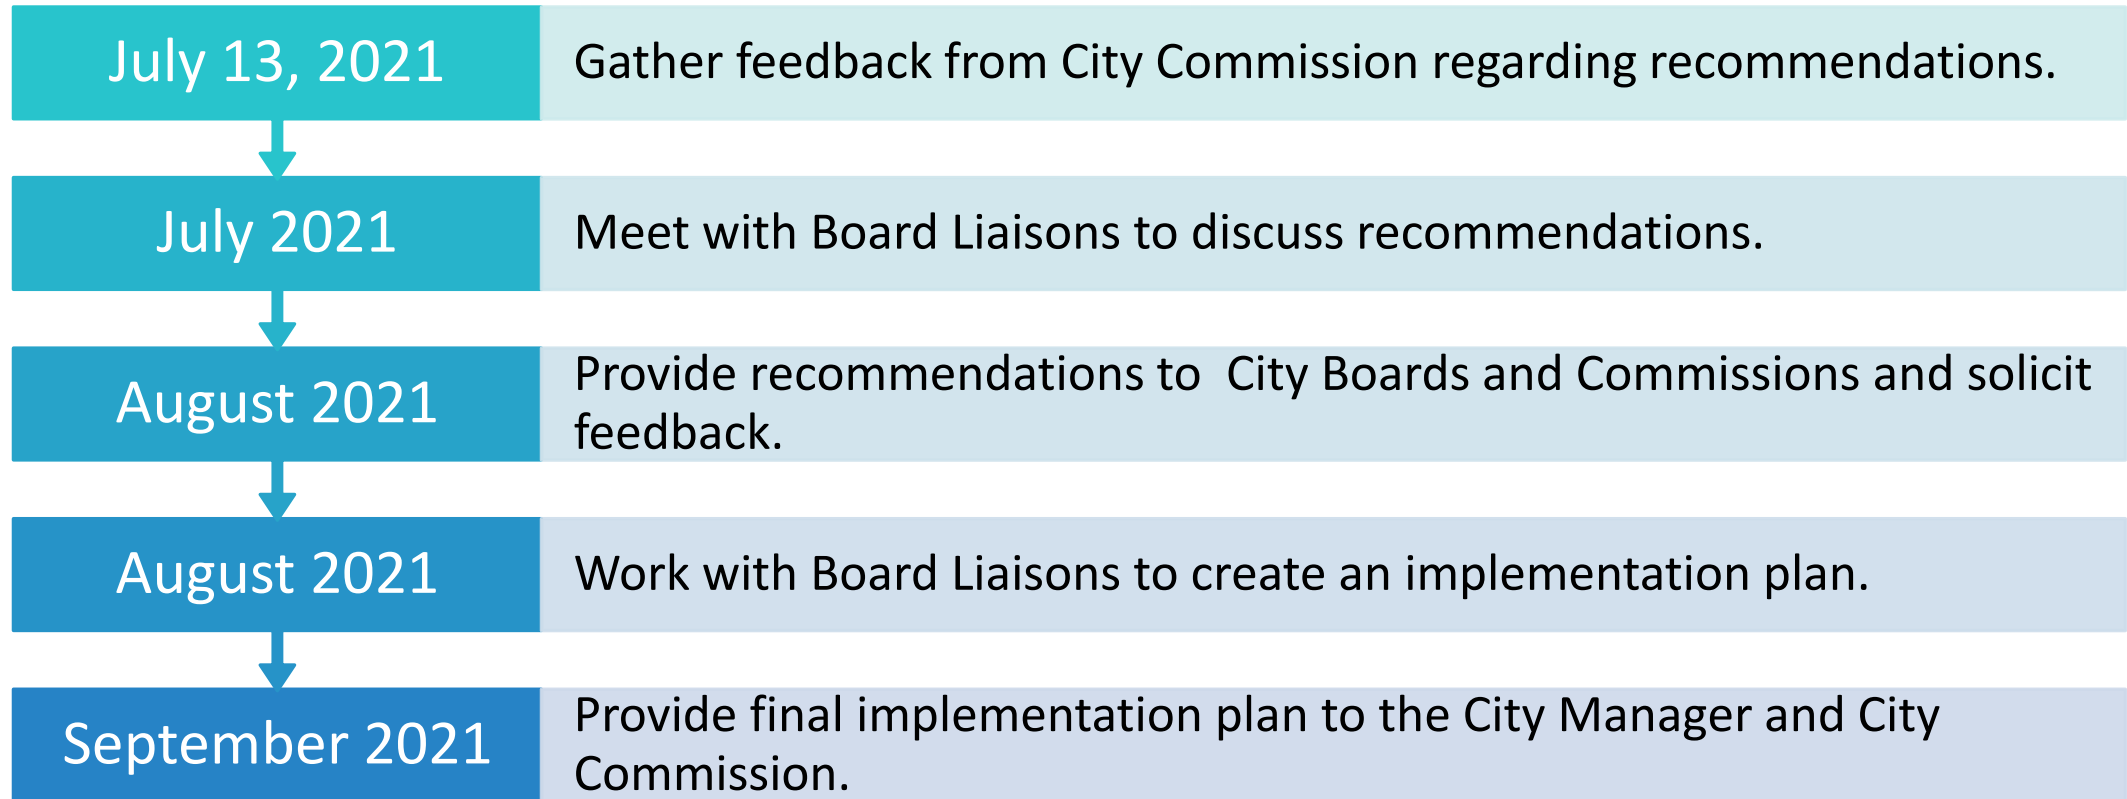 July 13, 2021
Gather feedback from City Commission regarding recommendations.
July 2021
Meet with Board Liaisons to discuss recommendations.
August 2021
Provide recommendations to  City Boards and Commissions and solicit
feedback.
August 2021
Work with Board Liaisons to create an implementation plan.
September 2021
Provide final implementation plan to the City Manager and City
Commission.